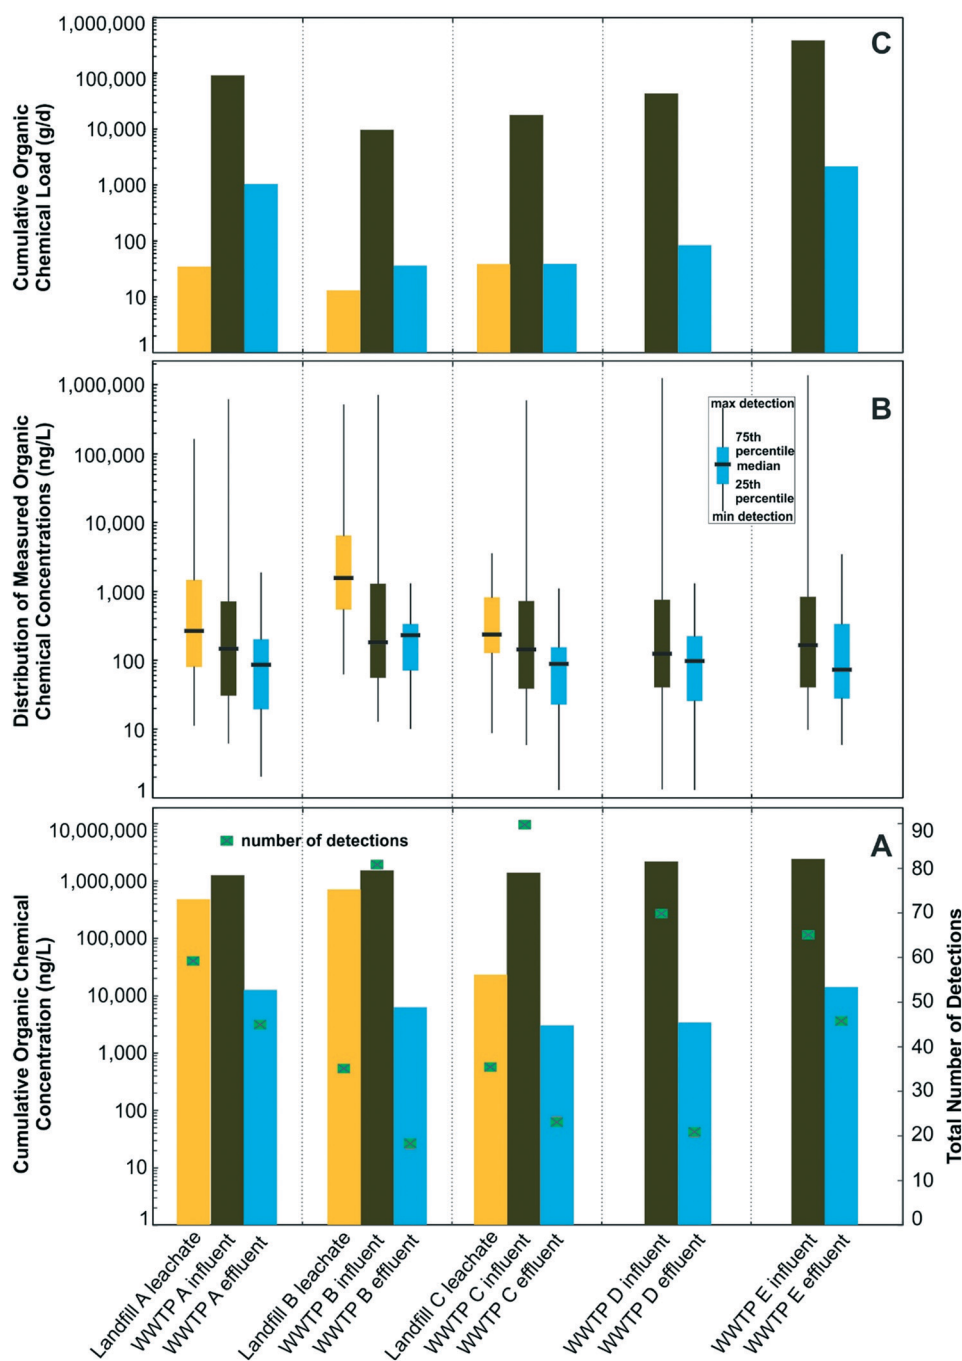 C
Cumulative Organic
Chemical Load (g/d)
1,000,000
100,000
10,000
1,000
100
10
1
B
Distribution of Measured Organic
Chemical Concentrations (ng/L)
1,000,000
100,000
10,000
1,000
100
10
1
max detection
75th
percentile
median
25th
percentile
min detection
A
number of detections
Cumulative Organic Chemical
Concentration (ng/L)
10,000,000
1,000,000
100,000
10,000
1,000
100
10
1
90
80
70
60
50
40
30
20
10
0
Total Number of Detections
Landfill A leachate
WWTP A influent
WWTP A effluent
Landfill B leachate
WWTP B influent
WWTP B effluent
Landfill C leachate
WWTP C influent
WWTP C effluent
WWTP D influent
WWTP D effluent
WWTP E influent
WWTP E effluent